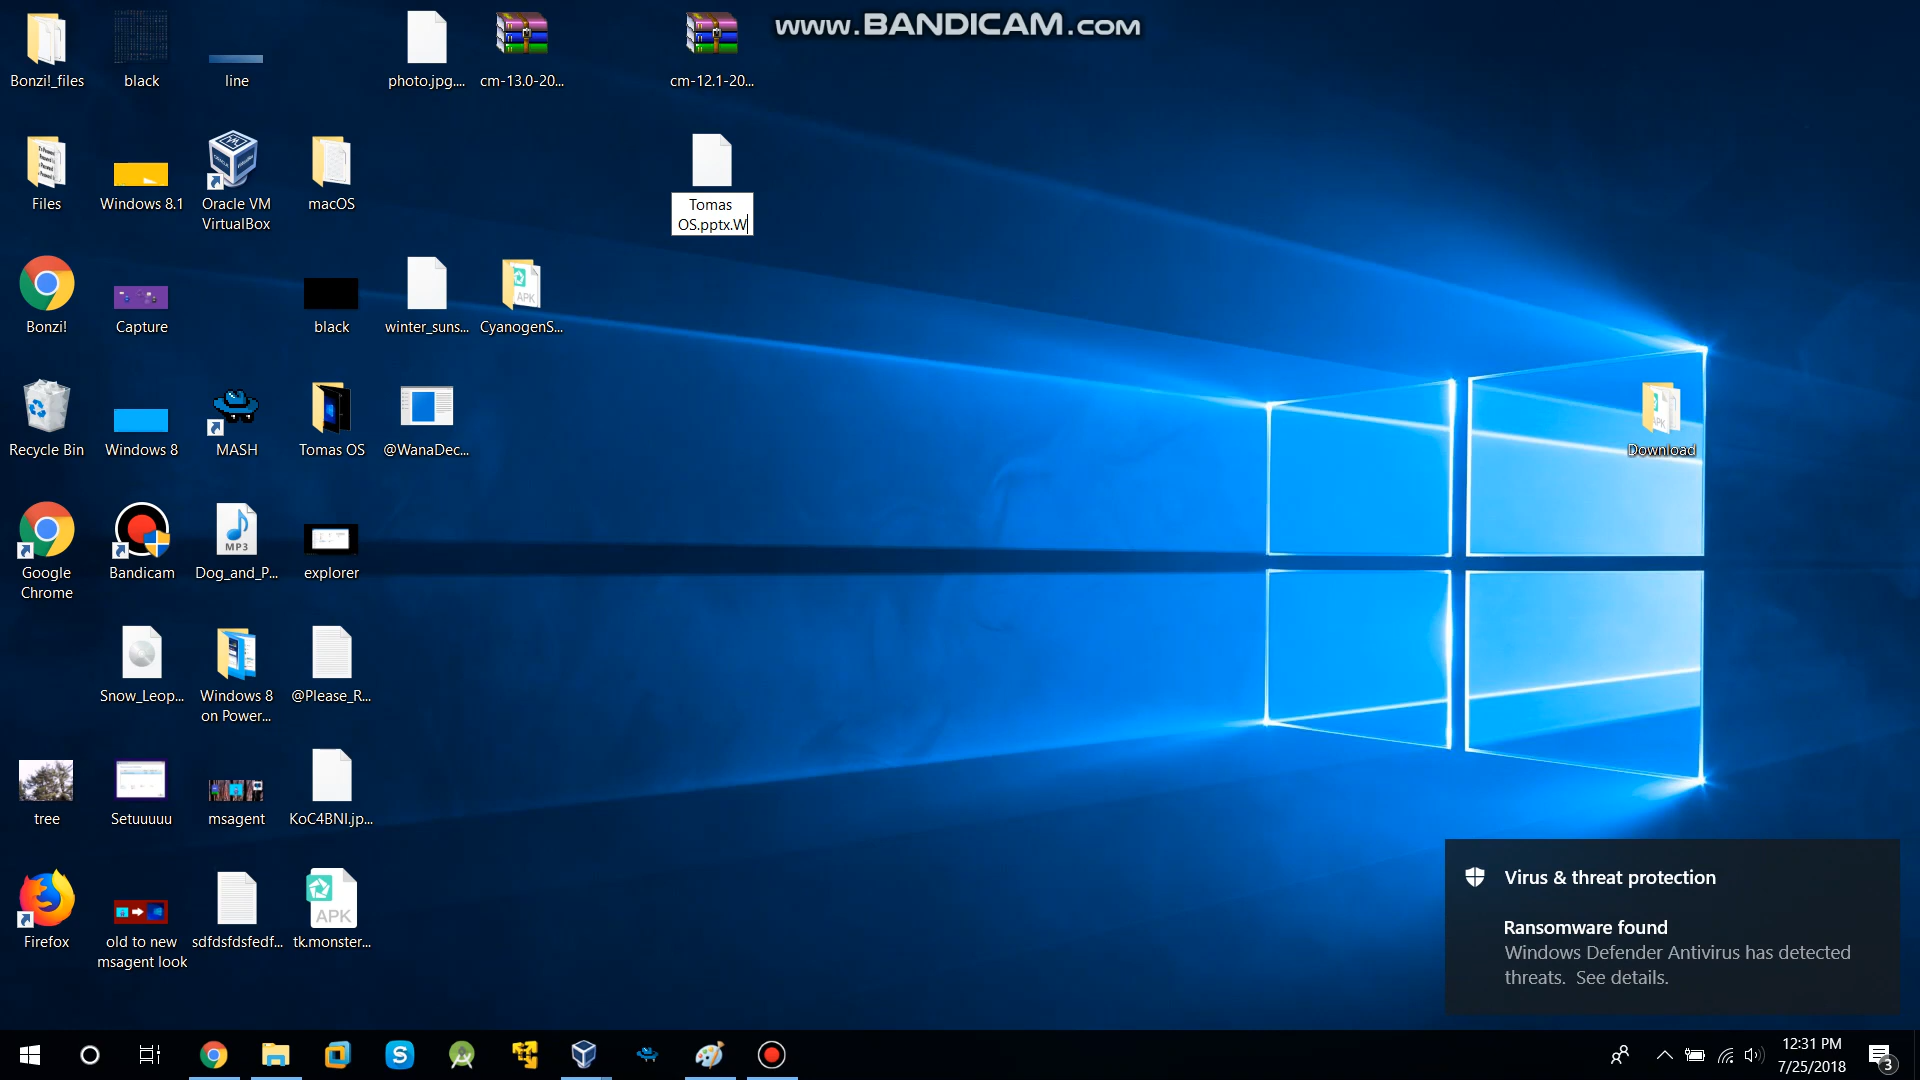 www.BANDICAM.com
Bonzi!_files
black
line
photo.jpg....
cm-13.0-20...
cm-12.1-20...
Files
Windows 8.1
Oracle VM
VirtualBox
macOS
Tomas
OS.pptx.W
Bonzi!
Capture
black
winter_suns...
CyanogenS...
APK
Recycle Bin
Windows 8
MASH
Tomas OS
@WanaDec...
APK
Download
Google
Chrome
Bandicam
MP3
Dog_and_P...
explorer
Snow_Leop...
Windows 8
on Power...
@Please_R...
tree
Setuuuuu
msagent
KoC4BNI.jp...
Firefox
old to new
msagent look
sdfdsfdsfedf...
APK
tk.monster...
Virus & threat protection
Ransomware found
Windows Defender Antivirus has detected
threats. See details.
12:31 PM
7/25/2018
3